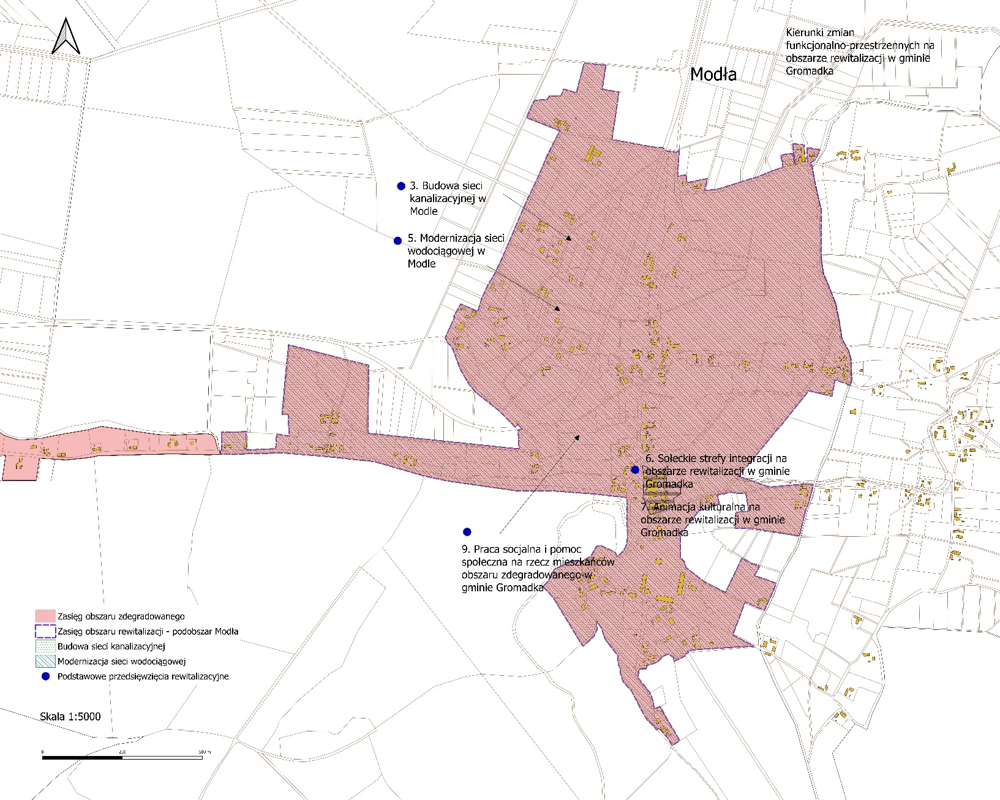 Kierunki zmian
funkcjonalno-przestrzennych na
obszarze rewitalizacji w gminie
Gromadka
Modła
3. Budowa sieci
kanalizacyjnej w
Modle
5. Modernizacja sieci
wodociągowej w
Modle
6. Sołeckie strefy integracji na
obszarze rewitalizacji w gminie
Gromadka
7. Animacja kulturalna na
obszarze rewitalizacji w gminie
Gromadka
9. Praca socjalna i pomoc
społeczna na rzecz mieszkańców
obszaru zdegradowanego w
gminie Gromadka
Zasięg obszaru zdegradowanego
Zasięg obszaru rewitalizacji - podobszar Modła
Budowa sieci kanalizacyjnej
Modernizacja sieci wodociągowej
Podstawowe przedsięwzięcia rewitalizacyjne
Skala 1:5000
0 250 500 m